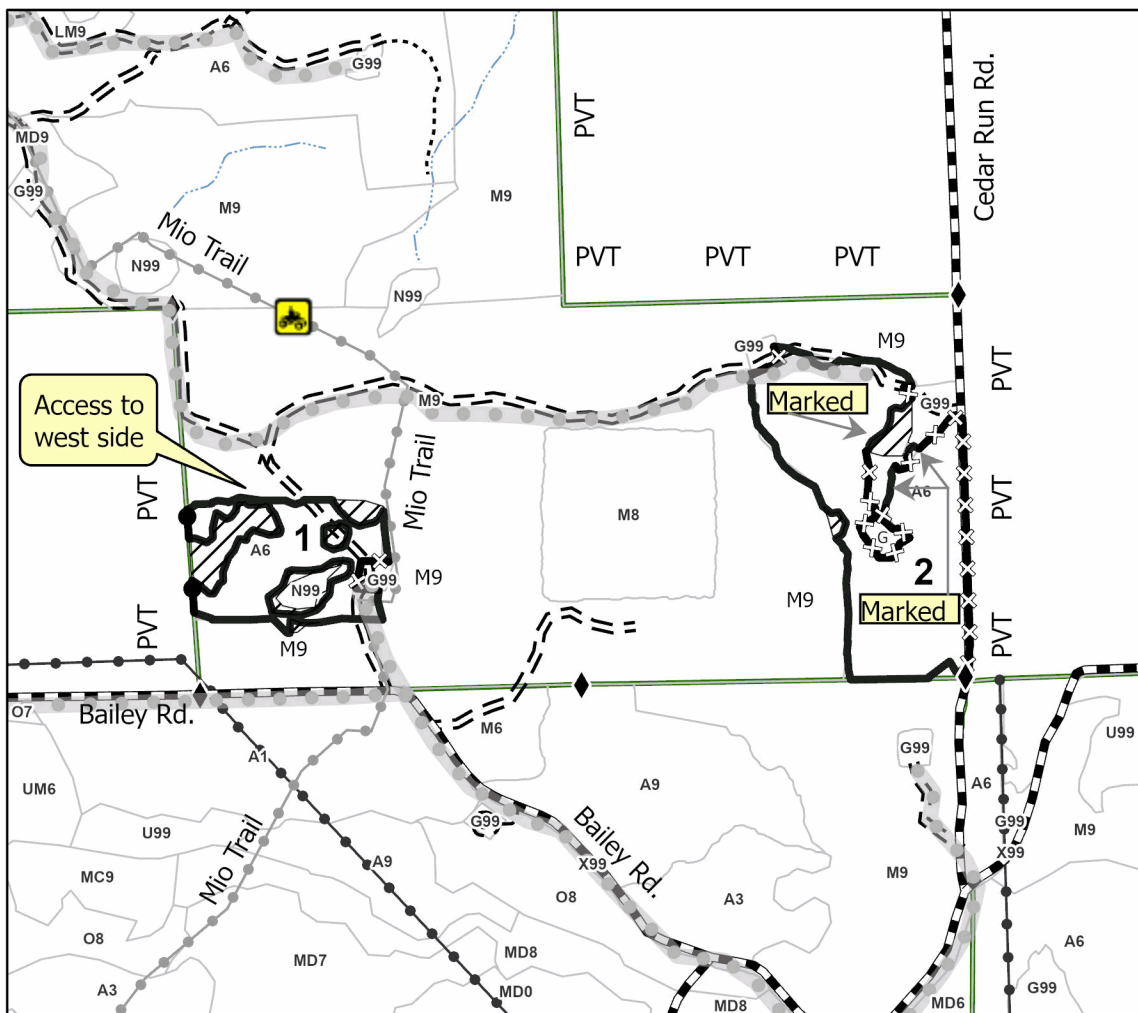 LM9
A6
G99
PVT
Cedar Run Rd.
MD9
G99
M9
M9
Mio Trail
N99
PVT
PVT
PVT
N99
G99
M9
PVT
M9
G99
Access to
west side
Marked
Mio Trail
PVT
PVT
A6
M8
1
A6
G
2
N99
G99
M9
M9
Marked
PVT
PVT
M9
O7
Bailey Rd.
M6
G99
U99
A1
UM6
A9
A6
G99
U99
G99
M9
Mio Trail
Bailey Rd.
X99
X99
A9
M9
MC9
O8
A3
O8
MD8
A6
MD7
A3
MD0
MD8
MD6
G99